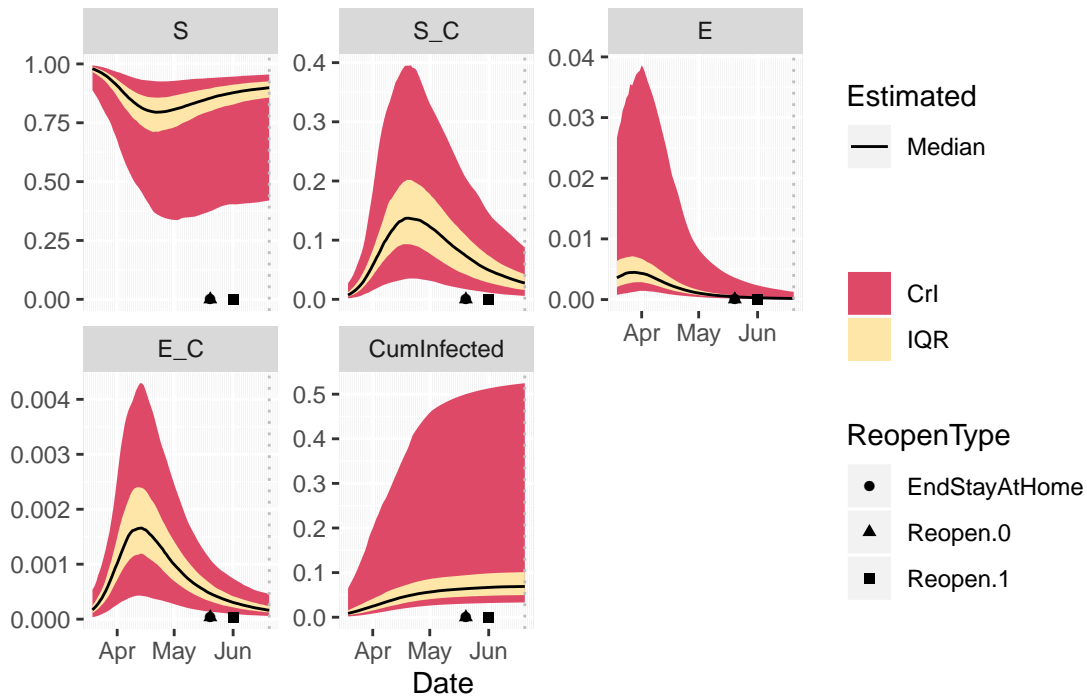 S
S_C
E
1.00
0.75
0.50
0.25
0.00
0.4
0.3
0.2
0.1
0.0
0.04
0.03
0.02
0.01
0.00
Apr May Jun
E_C
CumInfected
0.004
0.003
0.002
0.001
0.000
Apr May Jun
0.5
0.4
0.3
0.2
0.1
0.0
Apr May Jun
Date
Estimated
Median
CrI
IQR
ReopenType
EndStayAtHome
Reopen.0
Reopen.1